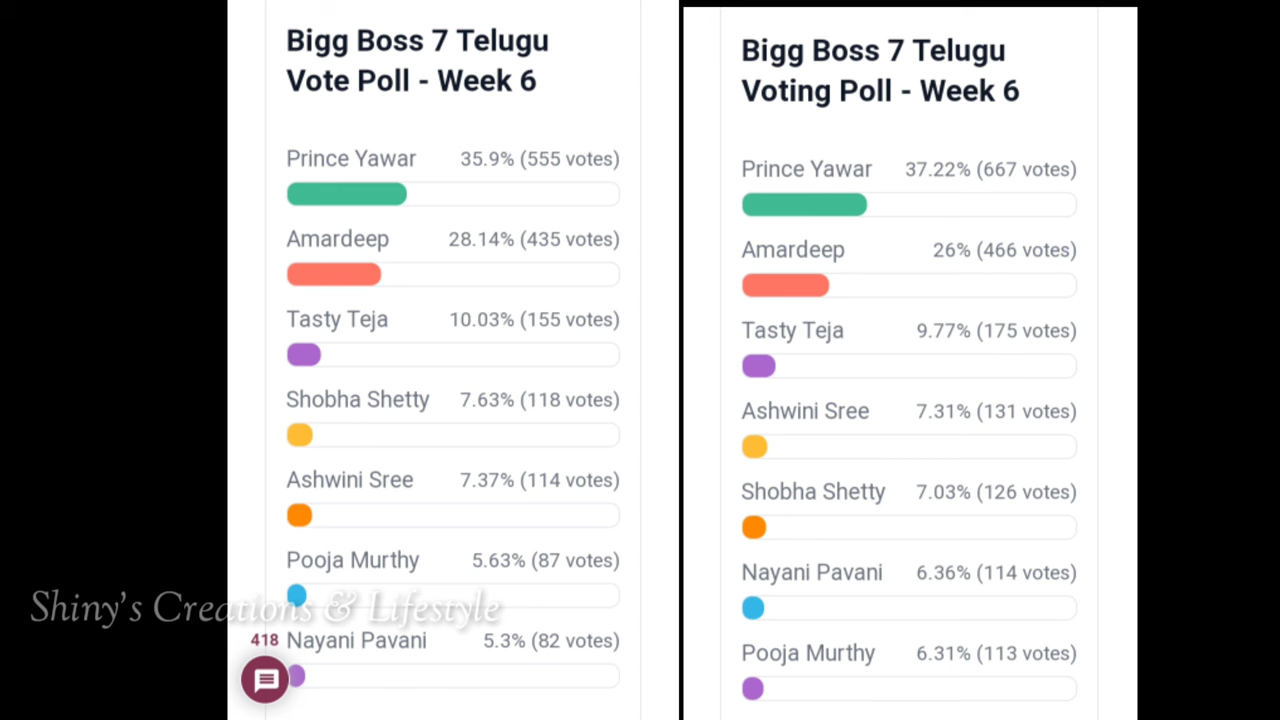 Bigg Boss 7 Telugu
Vote Poll - Week 6
Prince Yawar 35.9% (555 votes)
Amardeep 28.14% (435 votes)
Tasty Teja 10.03% (155 votes)
Shobha Shetty 7.63% (118 votes)
Ashwini Sree 7.37% (114 votes)
Pooja Murthy 5.63% (87 votes)
Shiny's Creations & Lifestyle
418 Nayani Pavani 5.3% (82 votes)
Bigg Boss 7 Telugu
Voting Poll - Week 6
Prince Yawar 37.22% (667 votes)
Amardeep 26% (466 votes)
Tasty Teja 9.77% (175 votes)
Ashwini Sree 7.31% (131 votes)
Shobha Shetty 7.03% (126 votes)
Nayani Pavani 6.36% (114 votes)
Pooja Murthy 6.31% (113 votes)